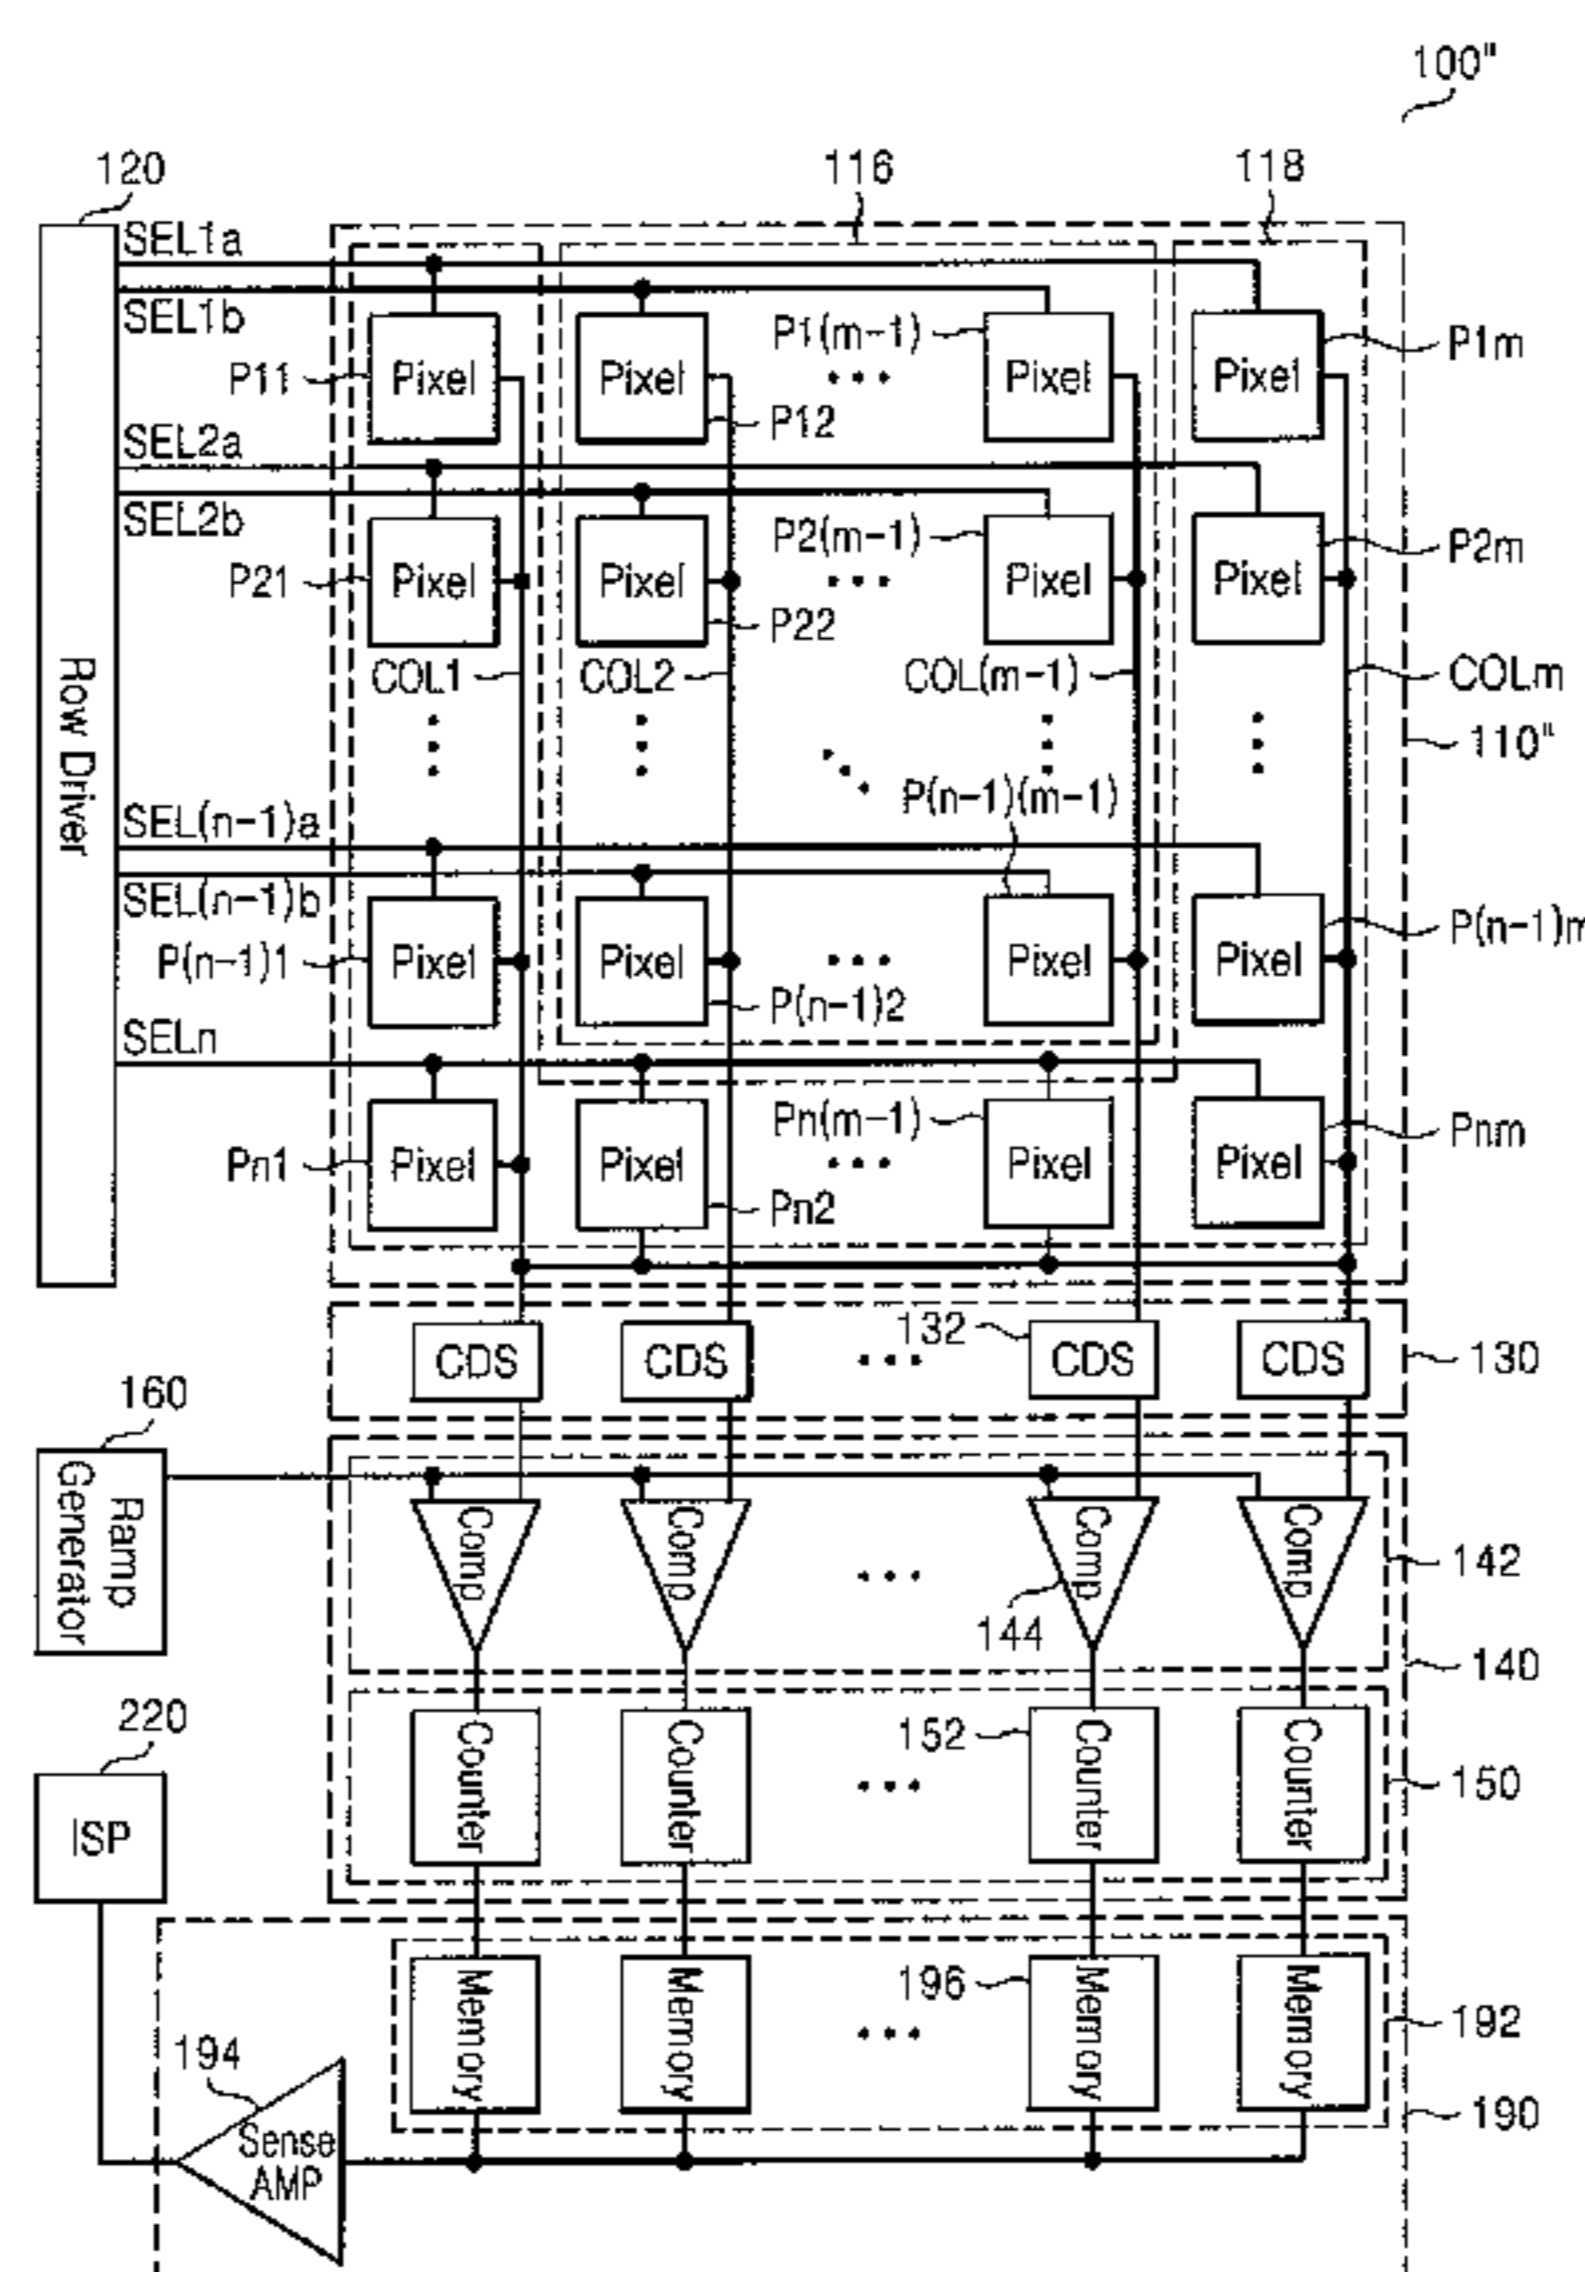 100"
120
116
118
SEL1a
SEL1b
P11
Pixel
Pixel
P12
P1(m-1)
Pixel
Pixel
P1m
SEL2a
SEL2b
P21
Pixel
Pixel
P22
P2(m-1)
Pixel
Pixel
P2m
COL1
COL2
COL(m-1)
COLm
110"
Row Driver
SEL(n-1)a
SEL(n-1)b
P(n-1)(m-1)
P(n-1)1
Pixel
Pixel
P(n-1)2
Pixel
Pixel
P(n-1)m
SELn
Pn1
Pixel
Pixel
Pn2
Pn(m-1)
Pixel
Pixel
Pnm
CDS
CDS
132
CDS
CDS
130
160
Ramp
Generator
Comp
Comp
Comp
Comp
144
142
140
220
ISP
Counter
Counter
152
Counter
Counter
150
Memory
Memory
196
Memory
Memory
192
194
Sense
AMP
190